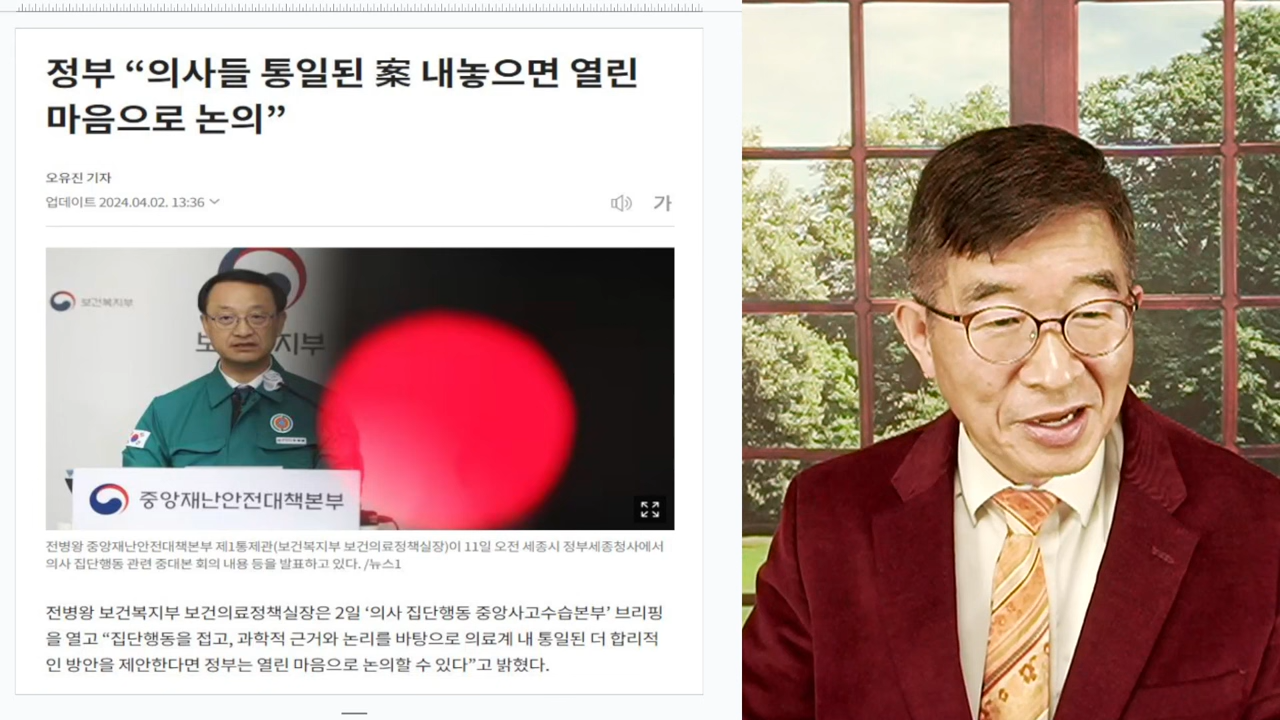 정부 “의사들 통일된 案 내놓으면 열린
마음으로 논의”
오유진 기자
업데이트 2024.04.02. 13:36
가
보건복지부
중앙재난안전대책본부
전병왕 중앙재난안전대책본부 제1통제관(보건복지부 보건의료정책실장)이 11일 오전 세종시 정부세종청사에서
의사 집단행동 관련 중대본 회의 내용 등을 발표하고 있다. /뉴스1
전병왕 보건복지부 보건의료정책실장은 2일 ‘의사 집단행동 중앙사고수습본부’ 브리핑
을 열고 “집단행동을 접고, 과학적 근거와 논리를 바탕으로 의료계 내 통일된 더 합리적
인 방안을 제안한다면 정부는 열린 마음으로 논의할 수 있다”고 밝혔다.